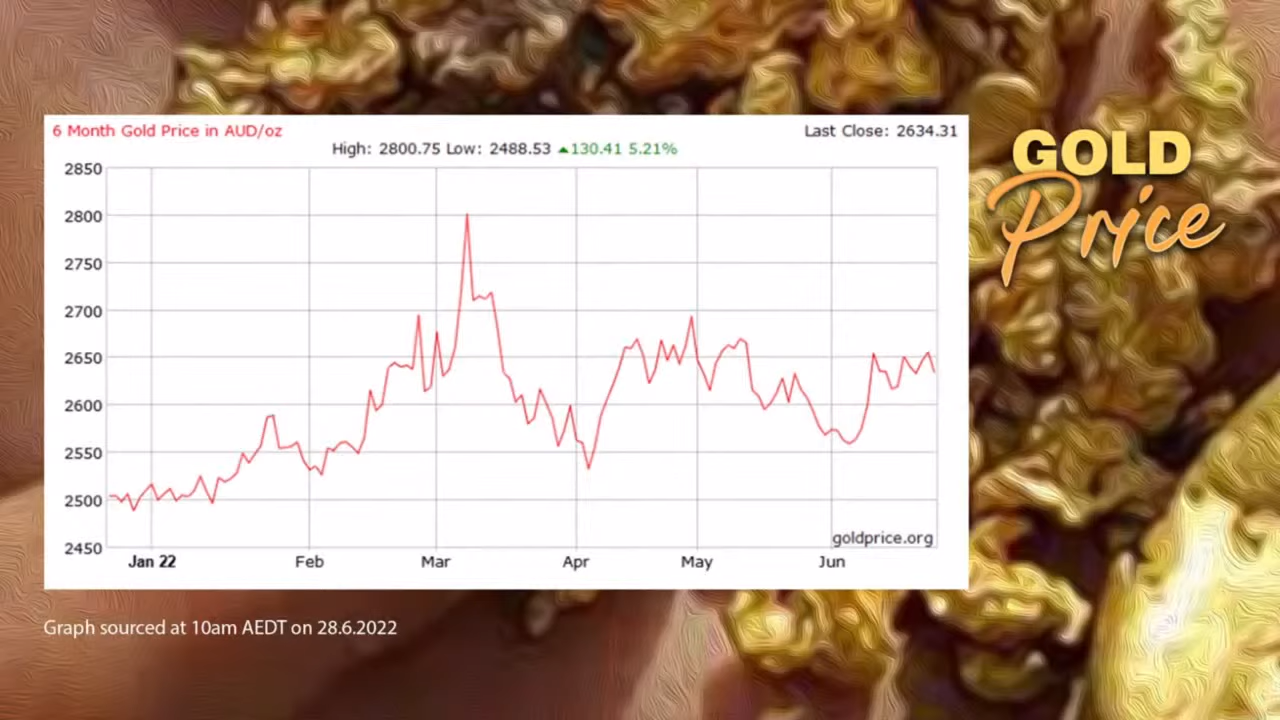 6 Month Gold Price in AUD/oz
Last Close: 2634.31
High: 2800.75 Low: 2488.53 ▲130.41 5.21%
2850
2800
2750
2700
2650
2600
2550
2500
2450
goldprice.org
Jan 22 Feb Mar Apr May Jun
GOLD
Price
Graph sourced at 10am AEDT on 28.6.2022